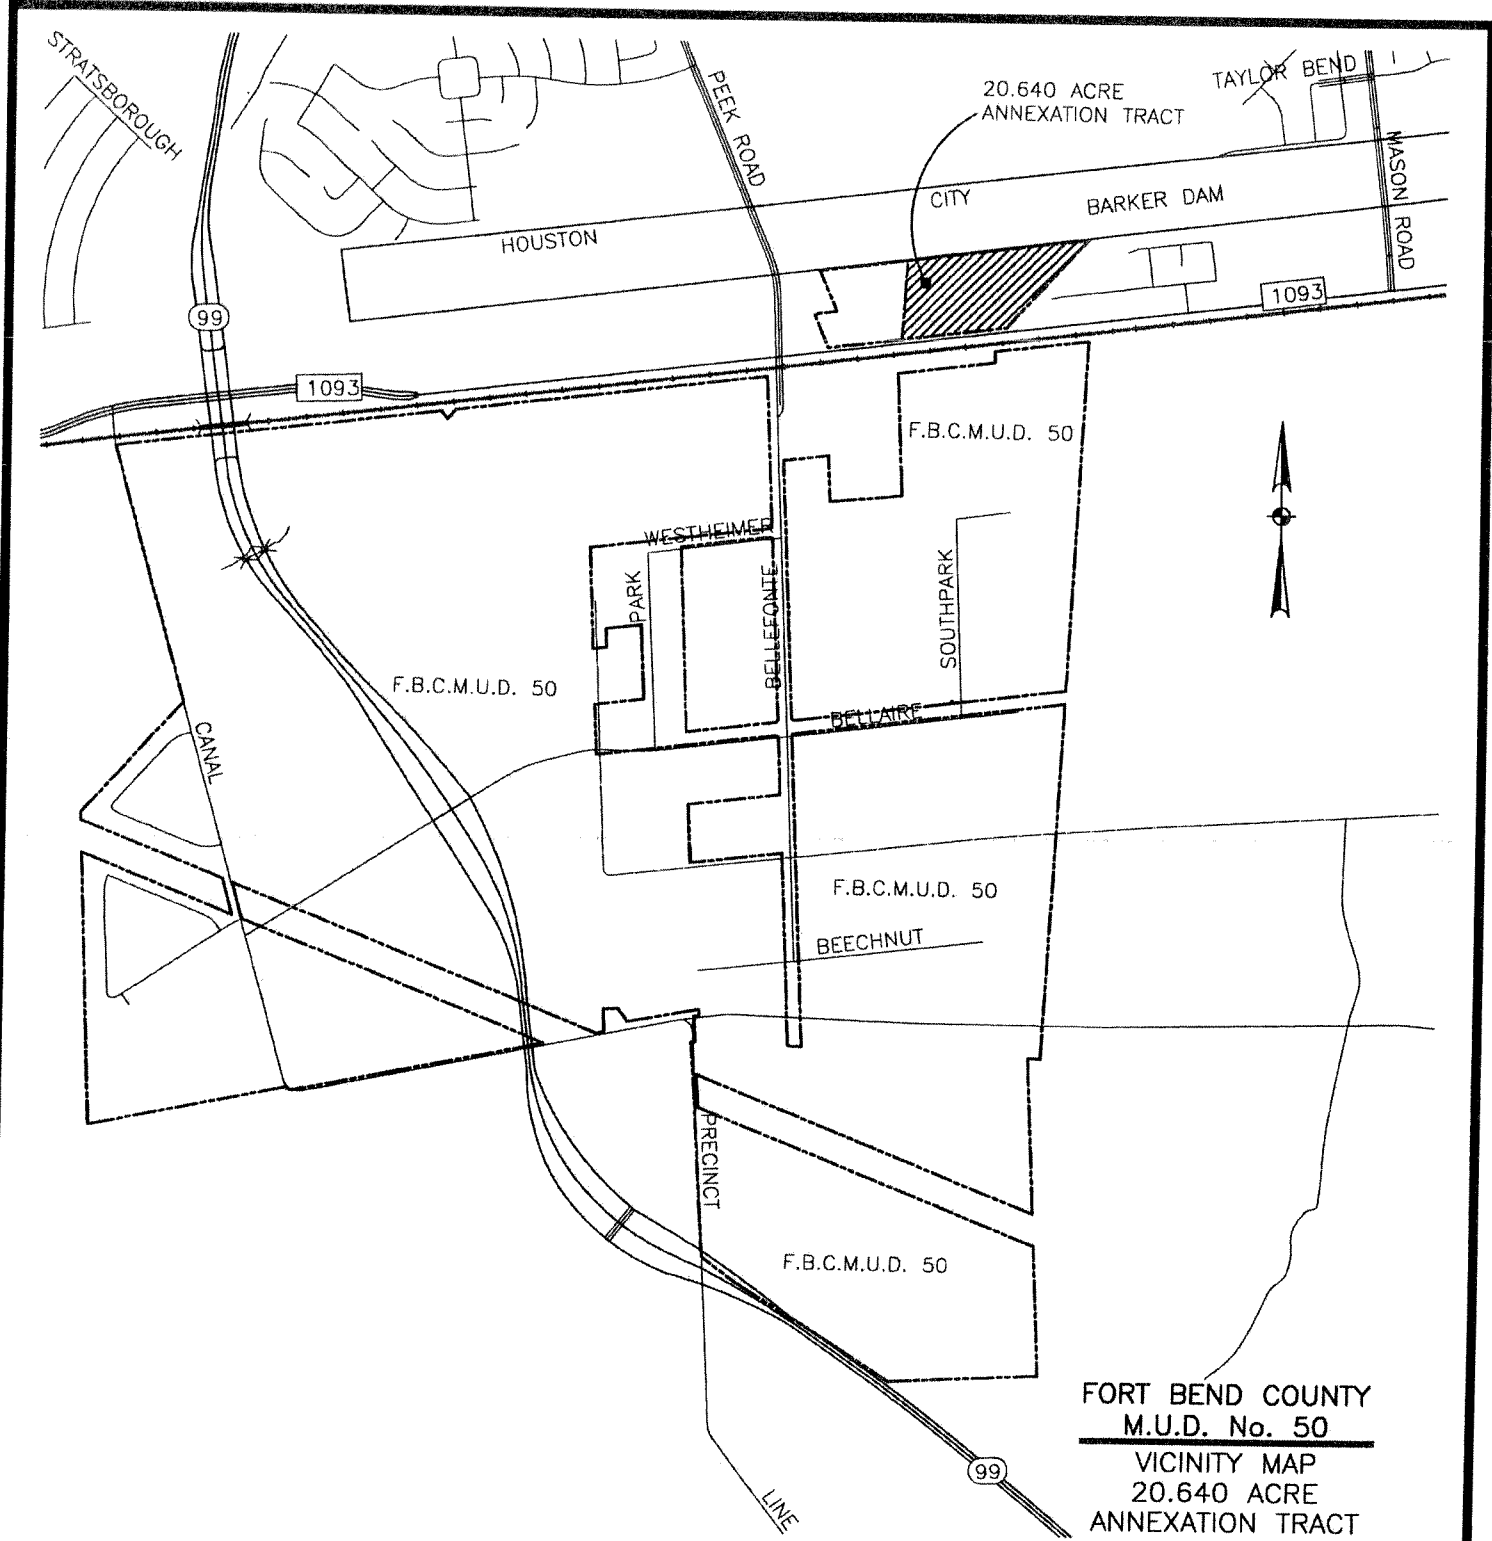 STRATSBOROUGH
PEEK ROAD
20.640 ACRE
ANNEXATION TRACT
TAYLOR BEND
MASON ROAD
CITY
BARKER DAM
HOUSTON
99
1093
1093
F.B.C.M.U.D. 50
WESTHEIMER
PARK
BELLEFONTE
SOUTHPARK
F.B.C.M.U.D. 50
BELLAIRE
CANAL
F.B.C.M.U.D. 50
BEECHNUT
PRECINCT
F.B.C.M.U.D. 50
99
LINE
FORT BEND COUNTY
M.U.D. No. 50
VICINITY MAP
20.640 ACRE
ANNEXATION TRACT